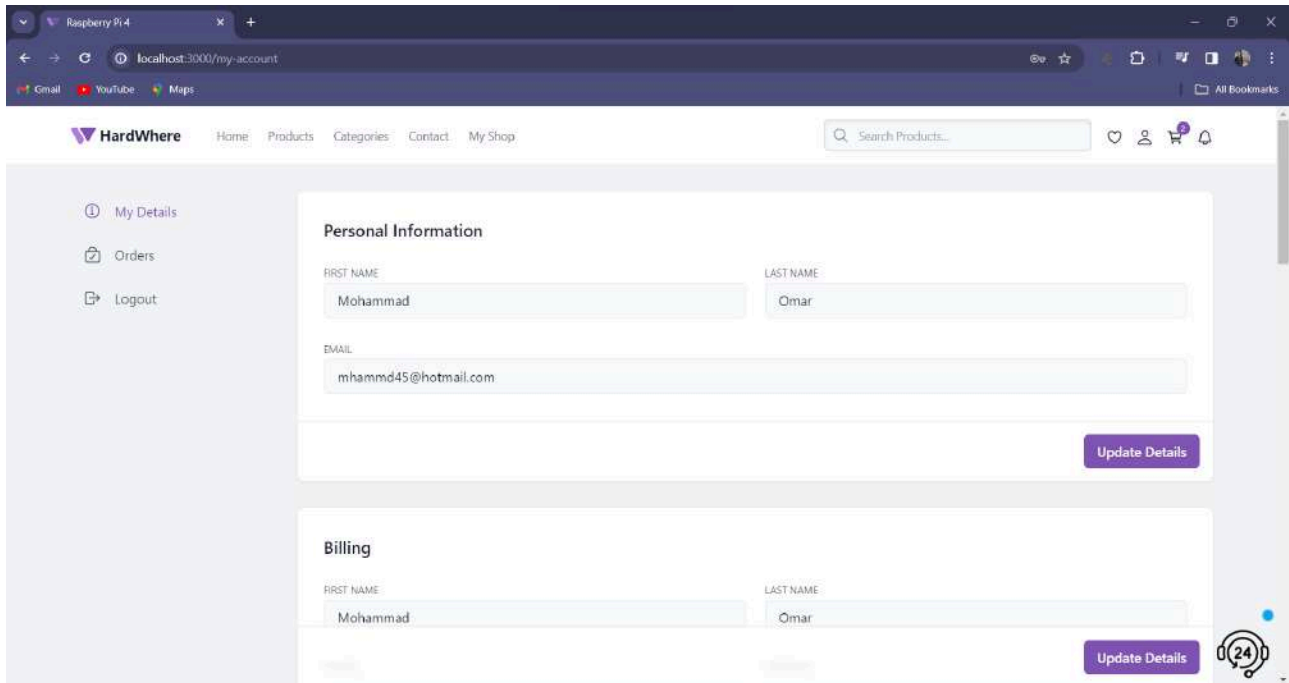 Raspberry Pi 4
localhost:3000/my-account
Gmail YouTube Maps All Bookmarks
HardWhere Home Products Categories Contact My Shop Search Products... 2
My Details
Orders
Logout
Personal Information
FIRST NAME LAST NAME
Mohammad Omar
EMAIL
mhammd45@hotmail.com
Update Details
Billing
FIRST NAME LAST NAME
Mohammad Omar
Update Details
24